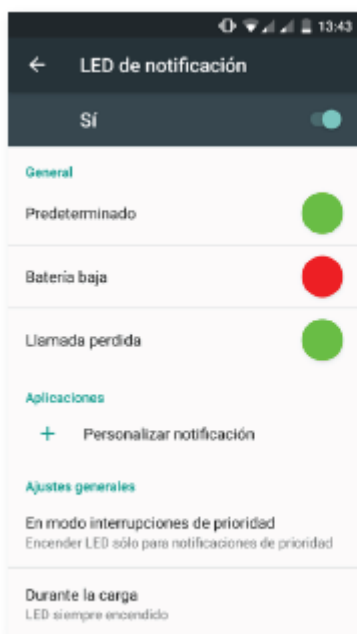 13:43
LED de notificación
Sí
General
Predeterminado
Batería baja
Llamada perdida
Aplicaciones
+ Personalizar notificación
Ajustes generales
En modo interrupciones de prioridad
Encender LED sólo para notificaciones de prioridad
Durante la carga
LED siempre encendido